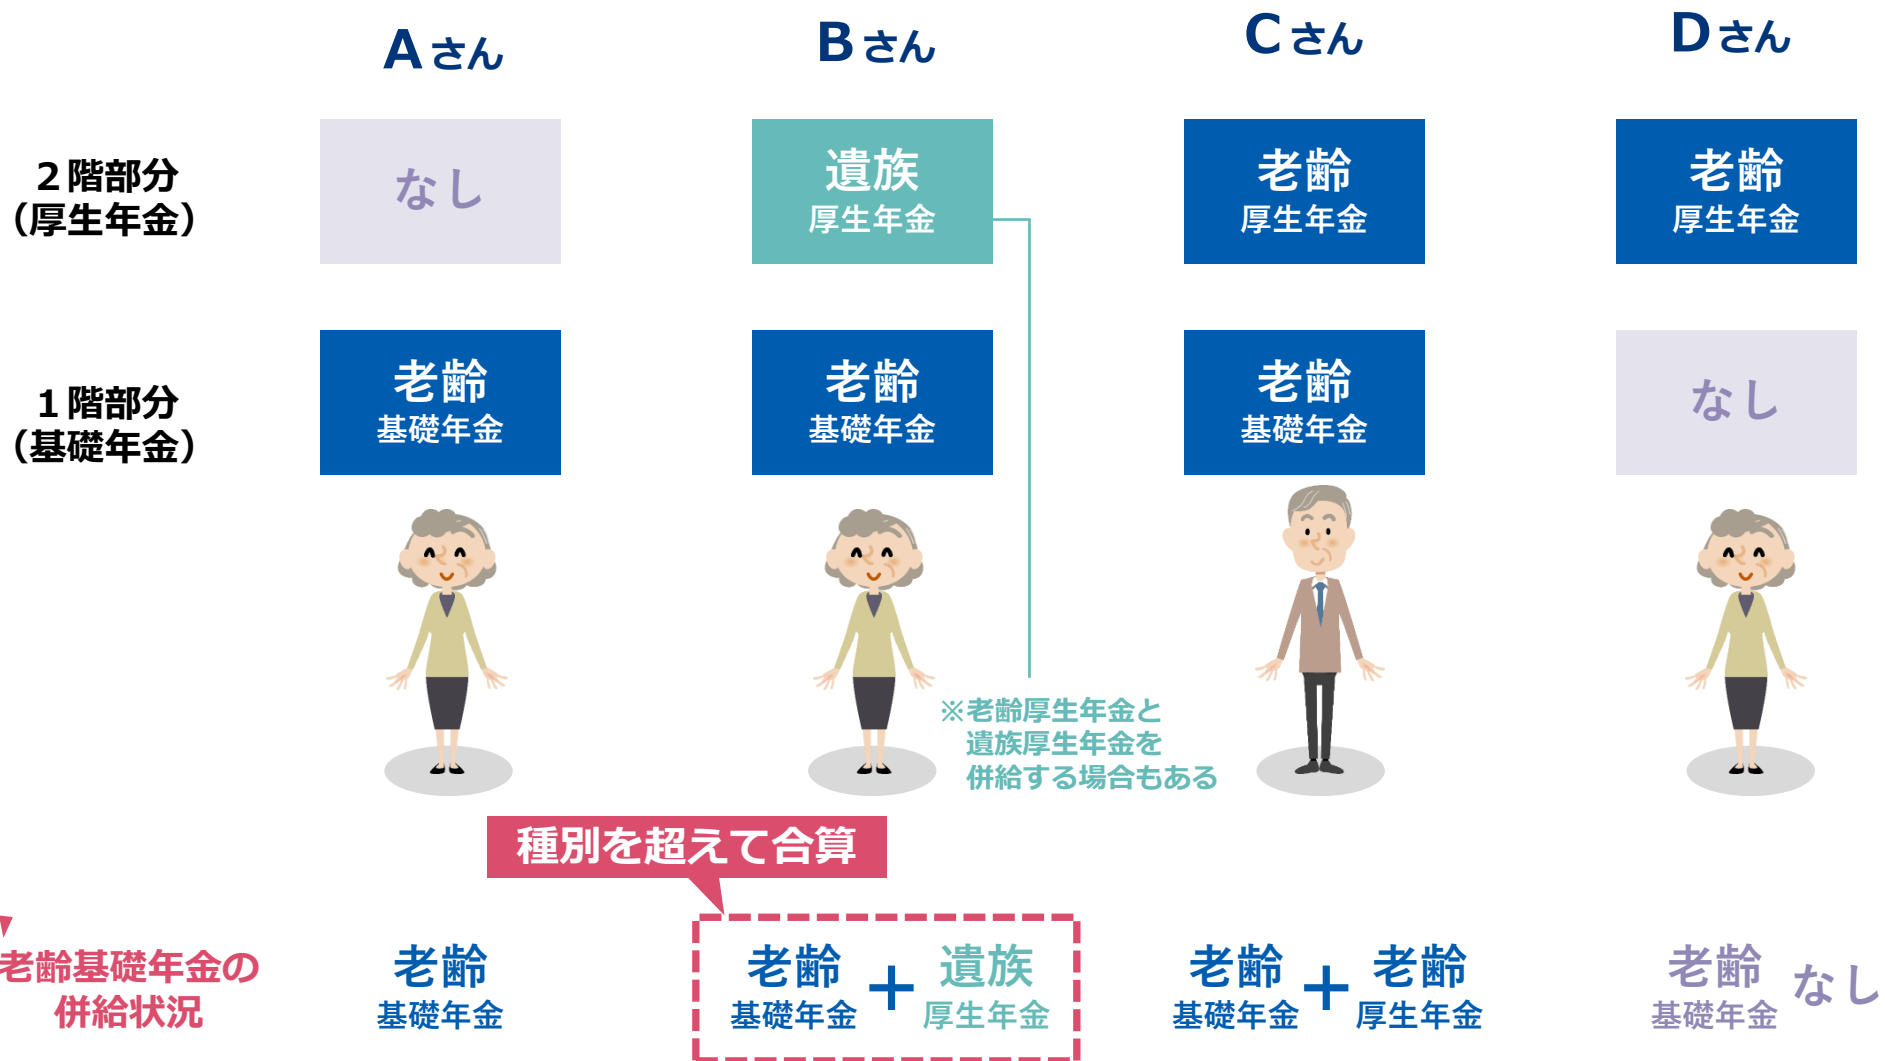 Aさん
Bさん
Cさん
Dさん
２階部分
（厚生年金）
なし
遺族
厚生年金
老齢
厚生年金
老齢
厚生年金
１階部分
（基礎年金）
老齢
基礎年金
老齢
基礎年金
老齢
基礎年金
なし
※老齢厚生年金と
遺族厚生年金を
併給する場合もある
種別を超えて合算
老齢基礎年金の
併給状況
老齢
基礎年金
老齢
基礎年金
＋
遺族
厚生年金
老齢
基礎年金
＋
老齢
厚生年金
老齢
基礎年金
なし